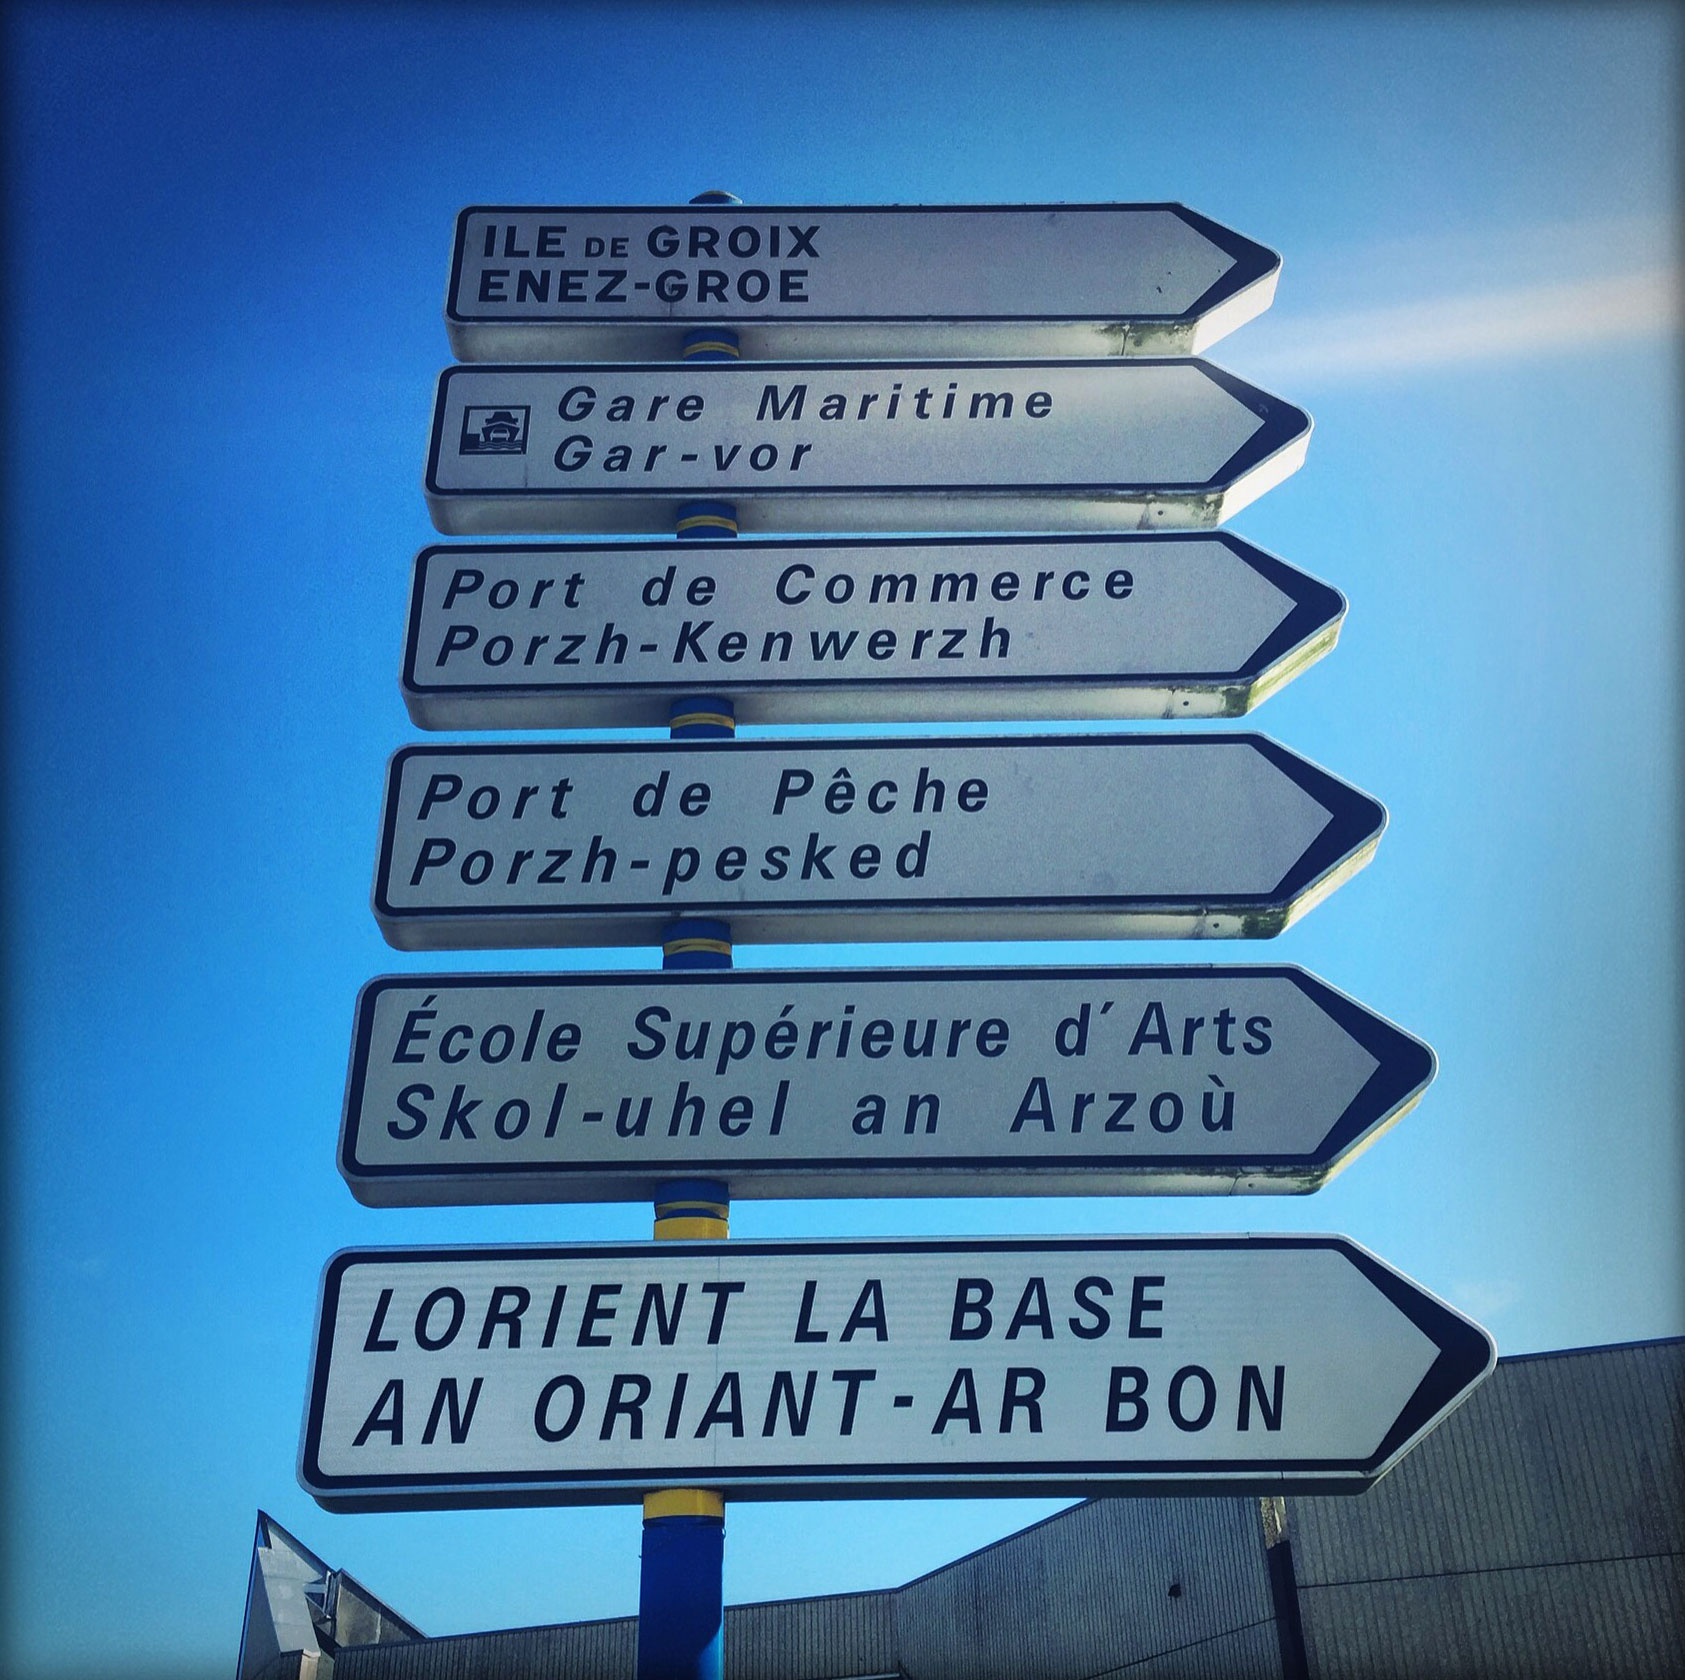 ILE DE GROIX
ENEZ-GROE
Gare Maritime
Gar-vor
Port de Commerce
Porzh-Kenwerzh
Port de Pêche
Porzh-pesked
École Supérieure d'Arts
Skol-uhel an Arzoù
LORIENT LA BASE
AN ORIANT-AR BON